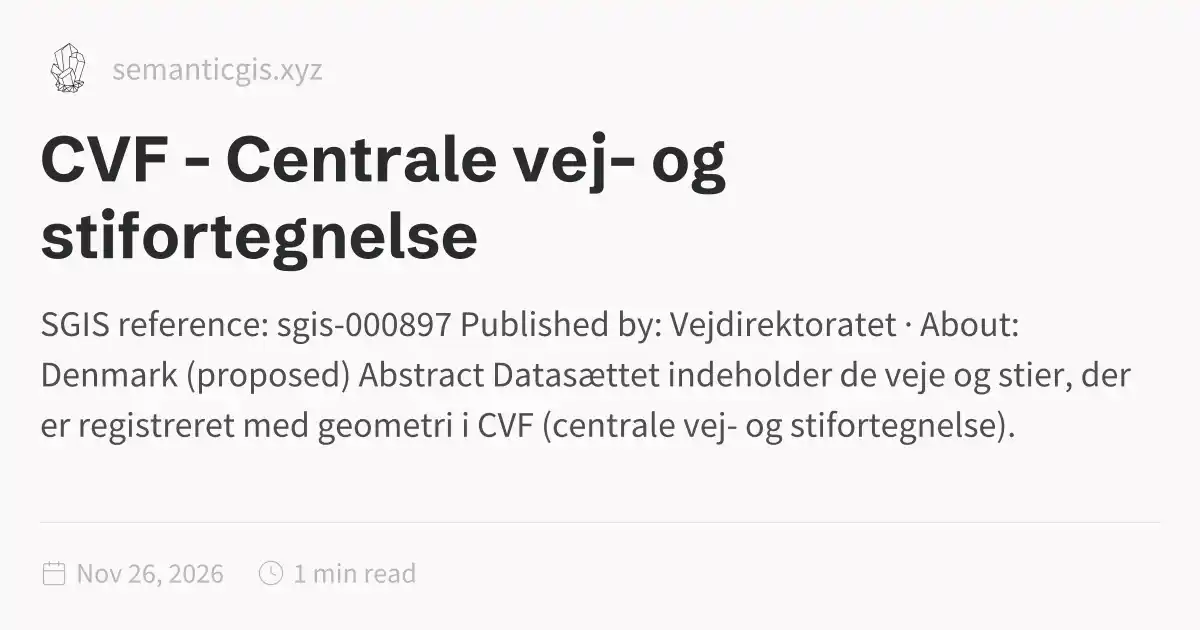 semanticgis.xyz
CVF - Centrale vej- og
stifortegnelse
SGIS reference: sgis-000897 Published by: Vejdirektoratet · About:
Denmark (proposed) Abstract Datasættet indeholder de veje og stier, der
er registreret med geometri i CVF (centrale vej- og stifortegnelse).
Nov 26, 2026
1 min read